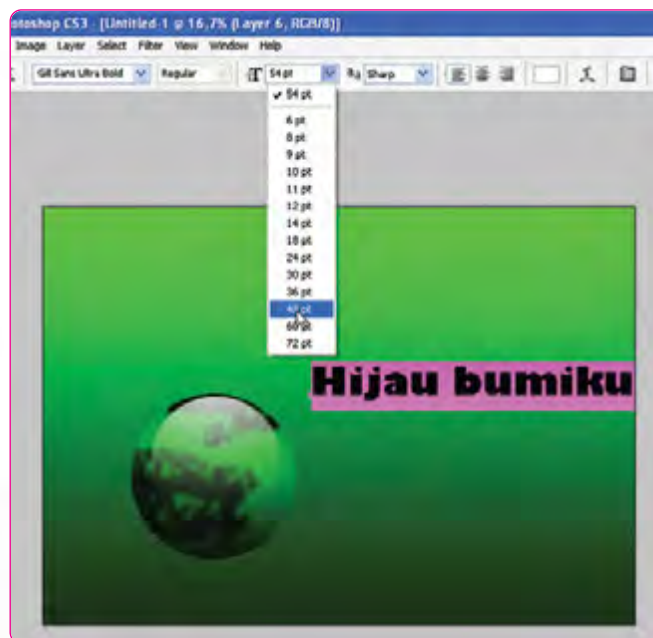 otoshop CS3 - [Untitled-1 @ 16,7% (Layer 6, RGB/8)]
Image Layer Select Filter View Window Help
Gill Sans Ultra Bold Regular T 54 pt aa Sharp
✓ 54 pt
6 pt
8 pt
9 pt
10 pt
11 pt
12 pt
14 pt
18 pt
24 pt
30 pt
36 pt
60 pt
72 pt
Hijau bumiku